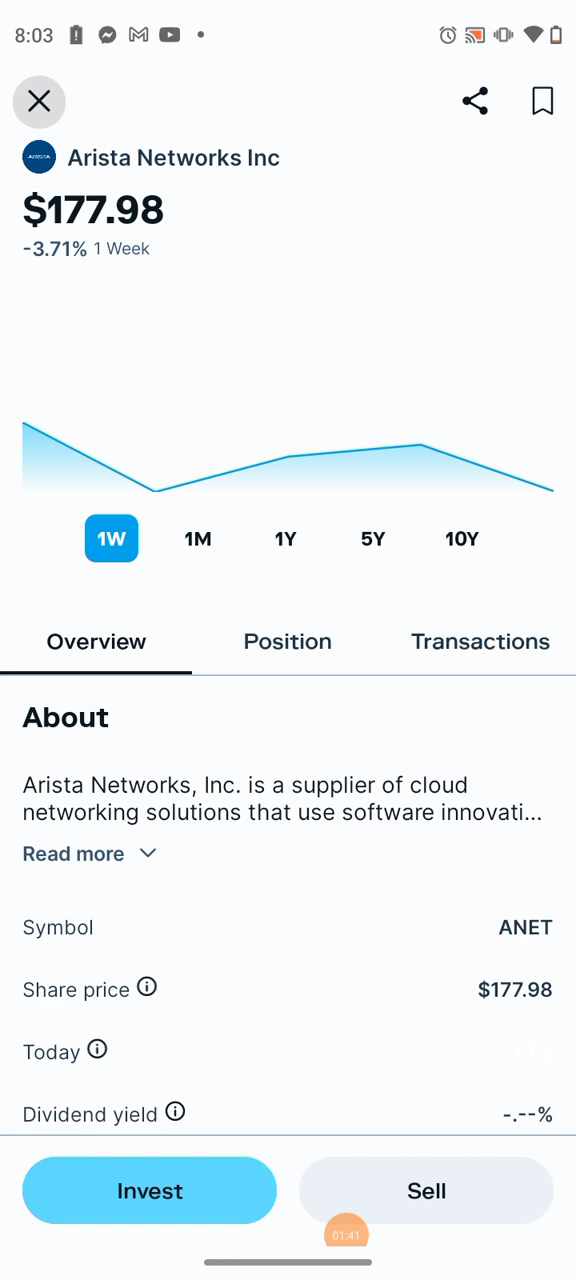 8:03
ARISTA
Arista Networks Inc
$177.98
-3.71% 1 Week
1W 1M 1Y 5Y 10Y
Overview Position Transactions
About
Arista Networks, Inc. is a supplier of cloud
networking solutions that use software innovati...
Read more
Symbol ANET
Share price $177.98
Today
Dividend yield -.--%
Invest Sell
01:41